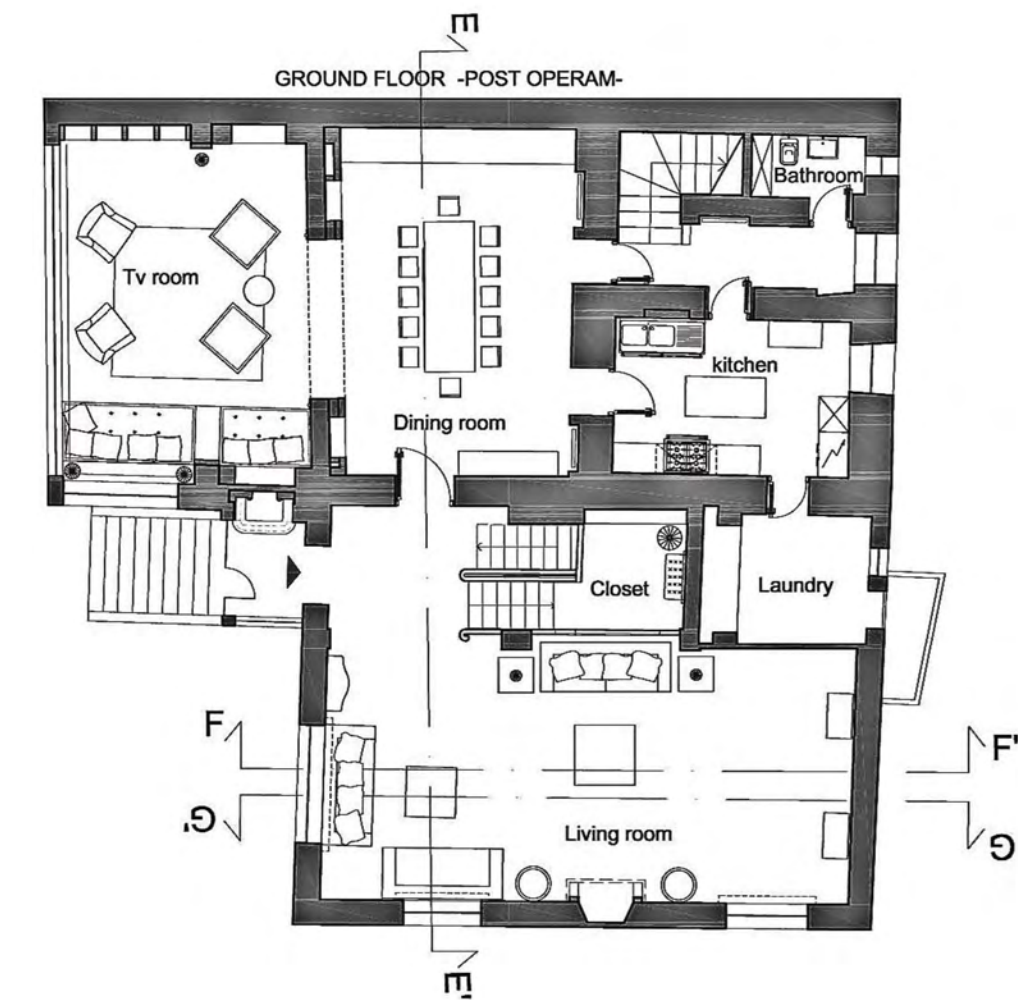 E
GROUND FLOOR -POST OPERAM-
Bathroom
Tv room
kitchen
Dining room
Closet
Laundry
F
F'
G'
Living room
G
E'